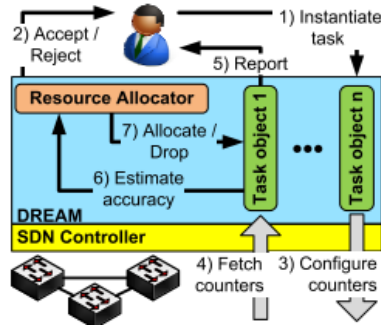 1) Instantiate
task
2) Accept /
Reject
5) Report
Resource Allocator
7) Allocate /
Drop
6) Estimate
accuracy
Task object 1
•••
Task object n
DREAM
SDN Controller
4) Fetch
counters
3) Configure
counters